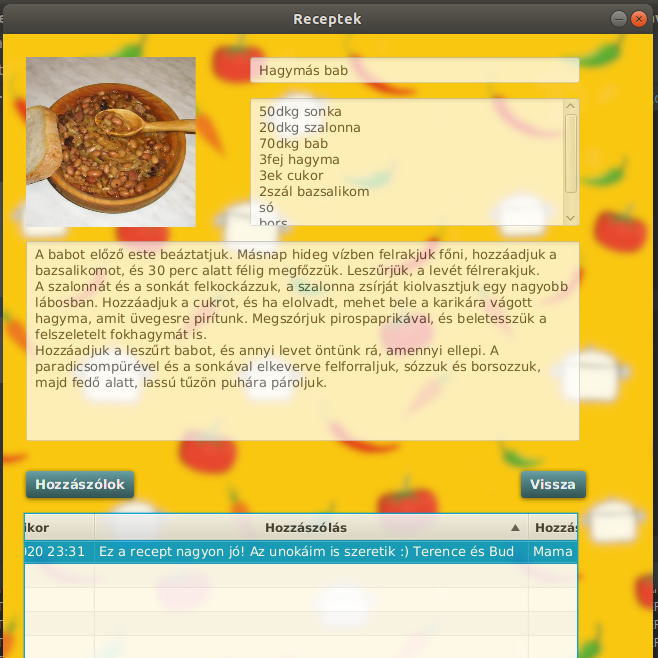 Receptek
Hagymás bab
50dkg sonka
20dkg szalonna
70dkg bab
3fej hagyma
3ek cukor
2szál bazsalikom
só
bors
A babot előző este beáztatjuk. Másnap hideg vízben felrakjuk főni, hozzáadjuk a
bazsalikomot, és 30 perc alatt félig megfőzzük. Leszűrjük, a levét félrerakjuk.
A szalonnát és a sonkát felkockázzuk, a szalonna zsírját kiolvasztjuk egy nagyobb
lábosban. Hozzáadjuk a cukrot, és ha elolvadt, mehet bele a karikára vágott
hagyma, amit üvegesre pirítunk. Megszórjuk pirospaprikával, és beletesszük a
felszeletelt fokhagymát is.
Hozzáadjuk a leszűrt babot, és annyi levet öntünk rá, amennyi ellepi. A
paradicsompürével és a sonkával elkeverve felforraljuk, sózzuk és borsozzuk,
majd fedő alatt, lassú tűzön puhára pároljuk.
Hozzászólok Vissza
ikor Hozzászólás Hozzás
020 23:31 Ez a recept nagyon jó! Az unokáim is szeretik :) Terence és Bud Mama